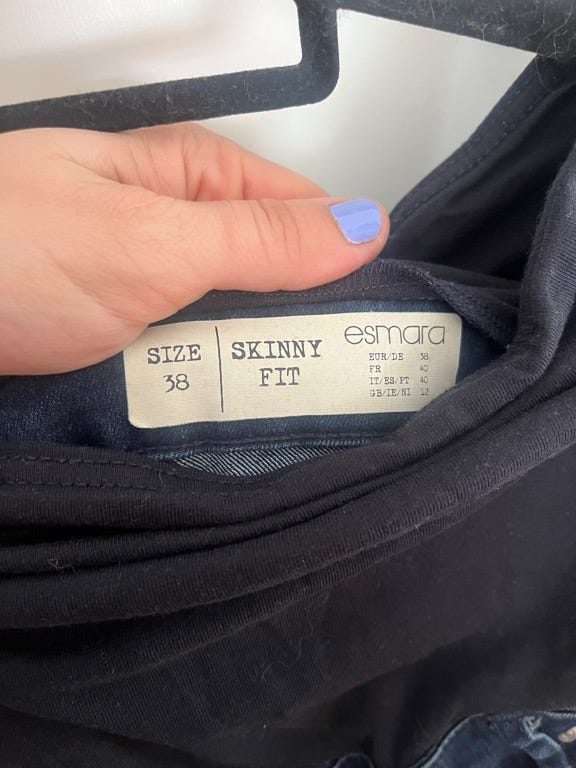 SIZE
38
SKINNY
FIT
esmara
EUR/DE 38
FR 40
IT/ES/PT 40
GB/IE/NI 12